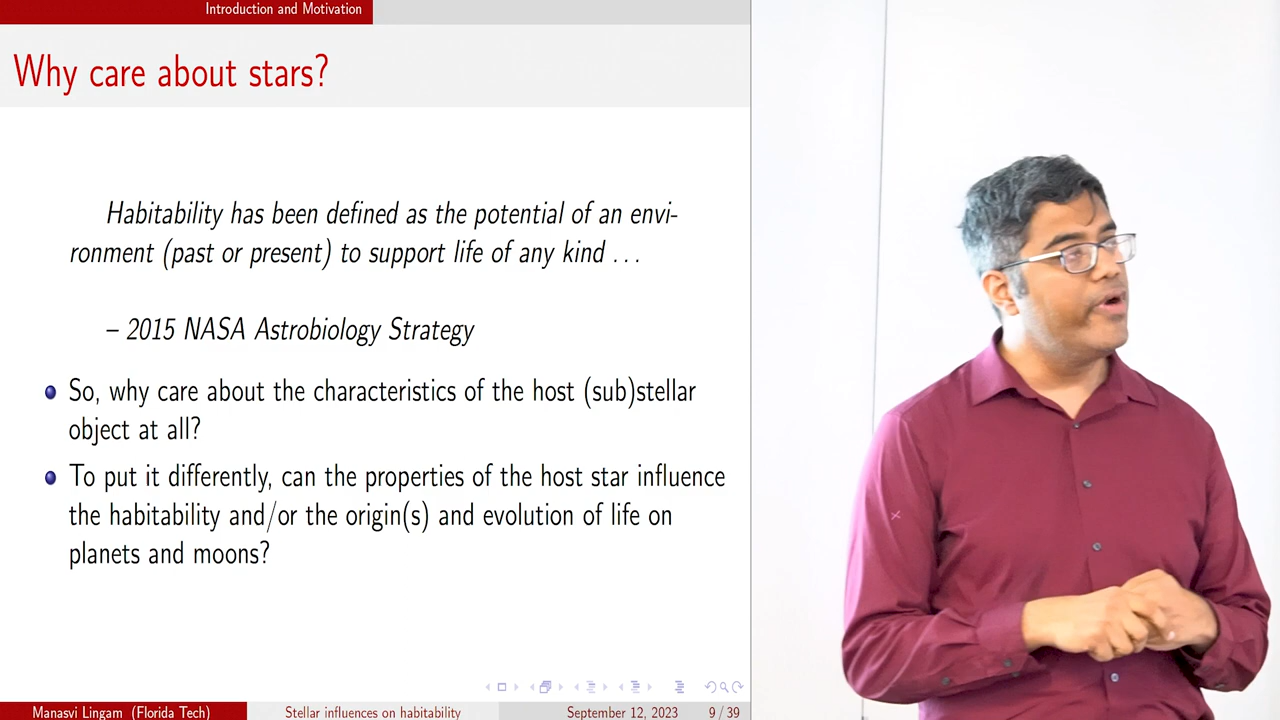 Introduction and Motivation
Why care about stars?
Habitability has been defined as the potential of an envi-
ronment (past or present) to support life of any kind . . .
– 2015 NASA Astrobiology Strategy
So, why care about the characteristics of the host (sub)stellar
object at all?
To put it differently, can the properties of the host star influence
the habitability and/or the origin(s) and evolution of life on
planets and moons?
Manasvi Lingam (Florida Tech) Stellar influences on habitability September 12, 2023 9 / 39